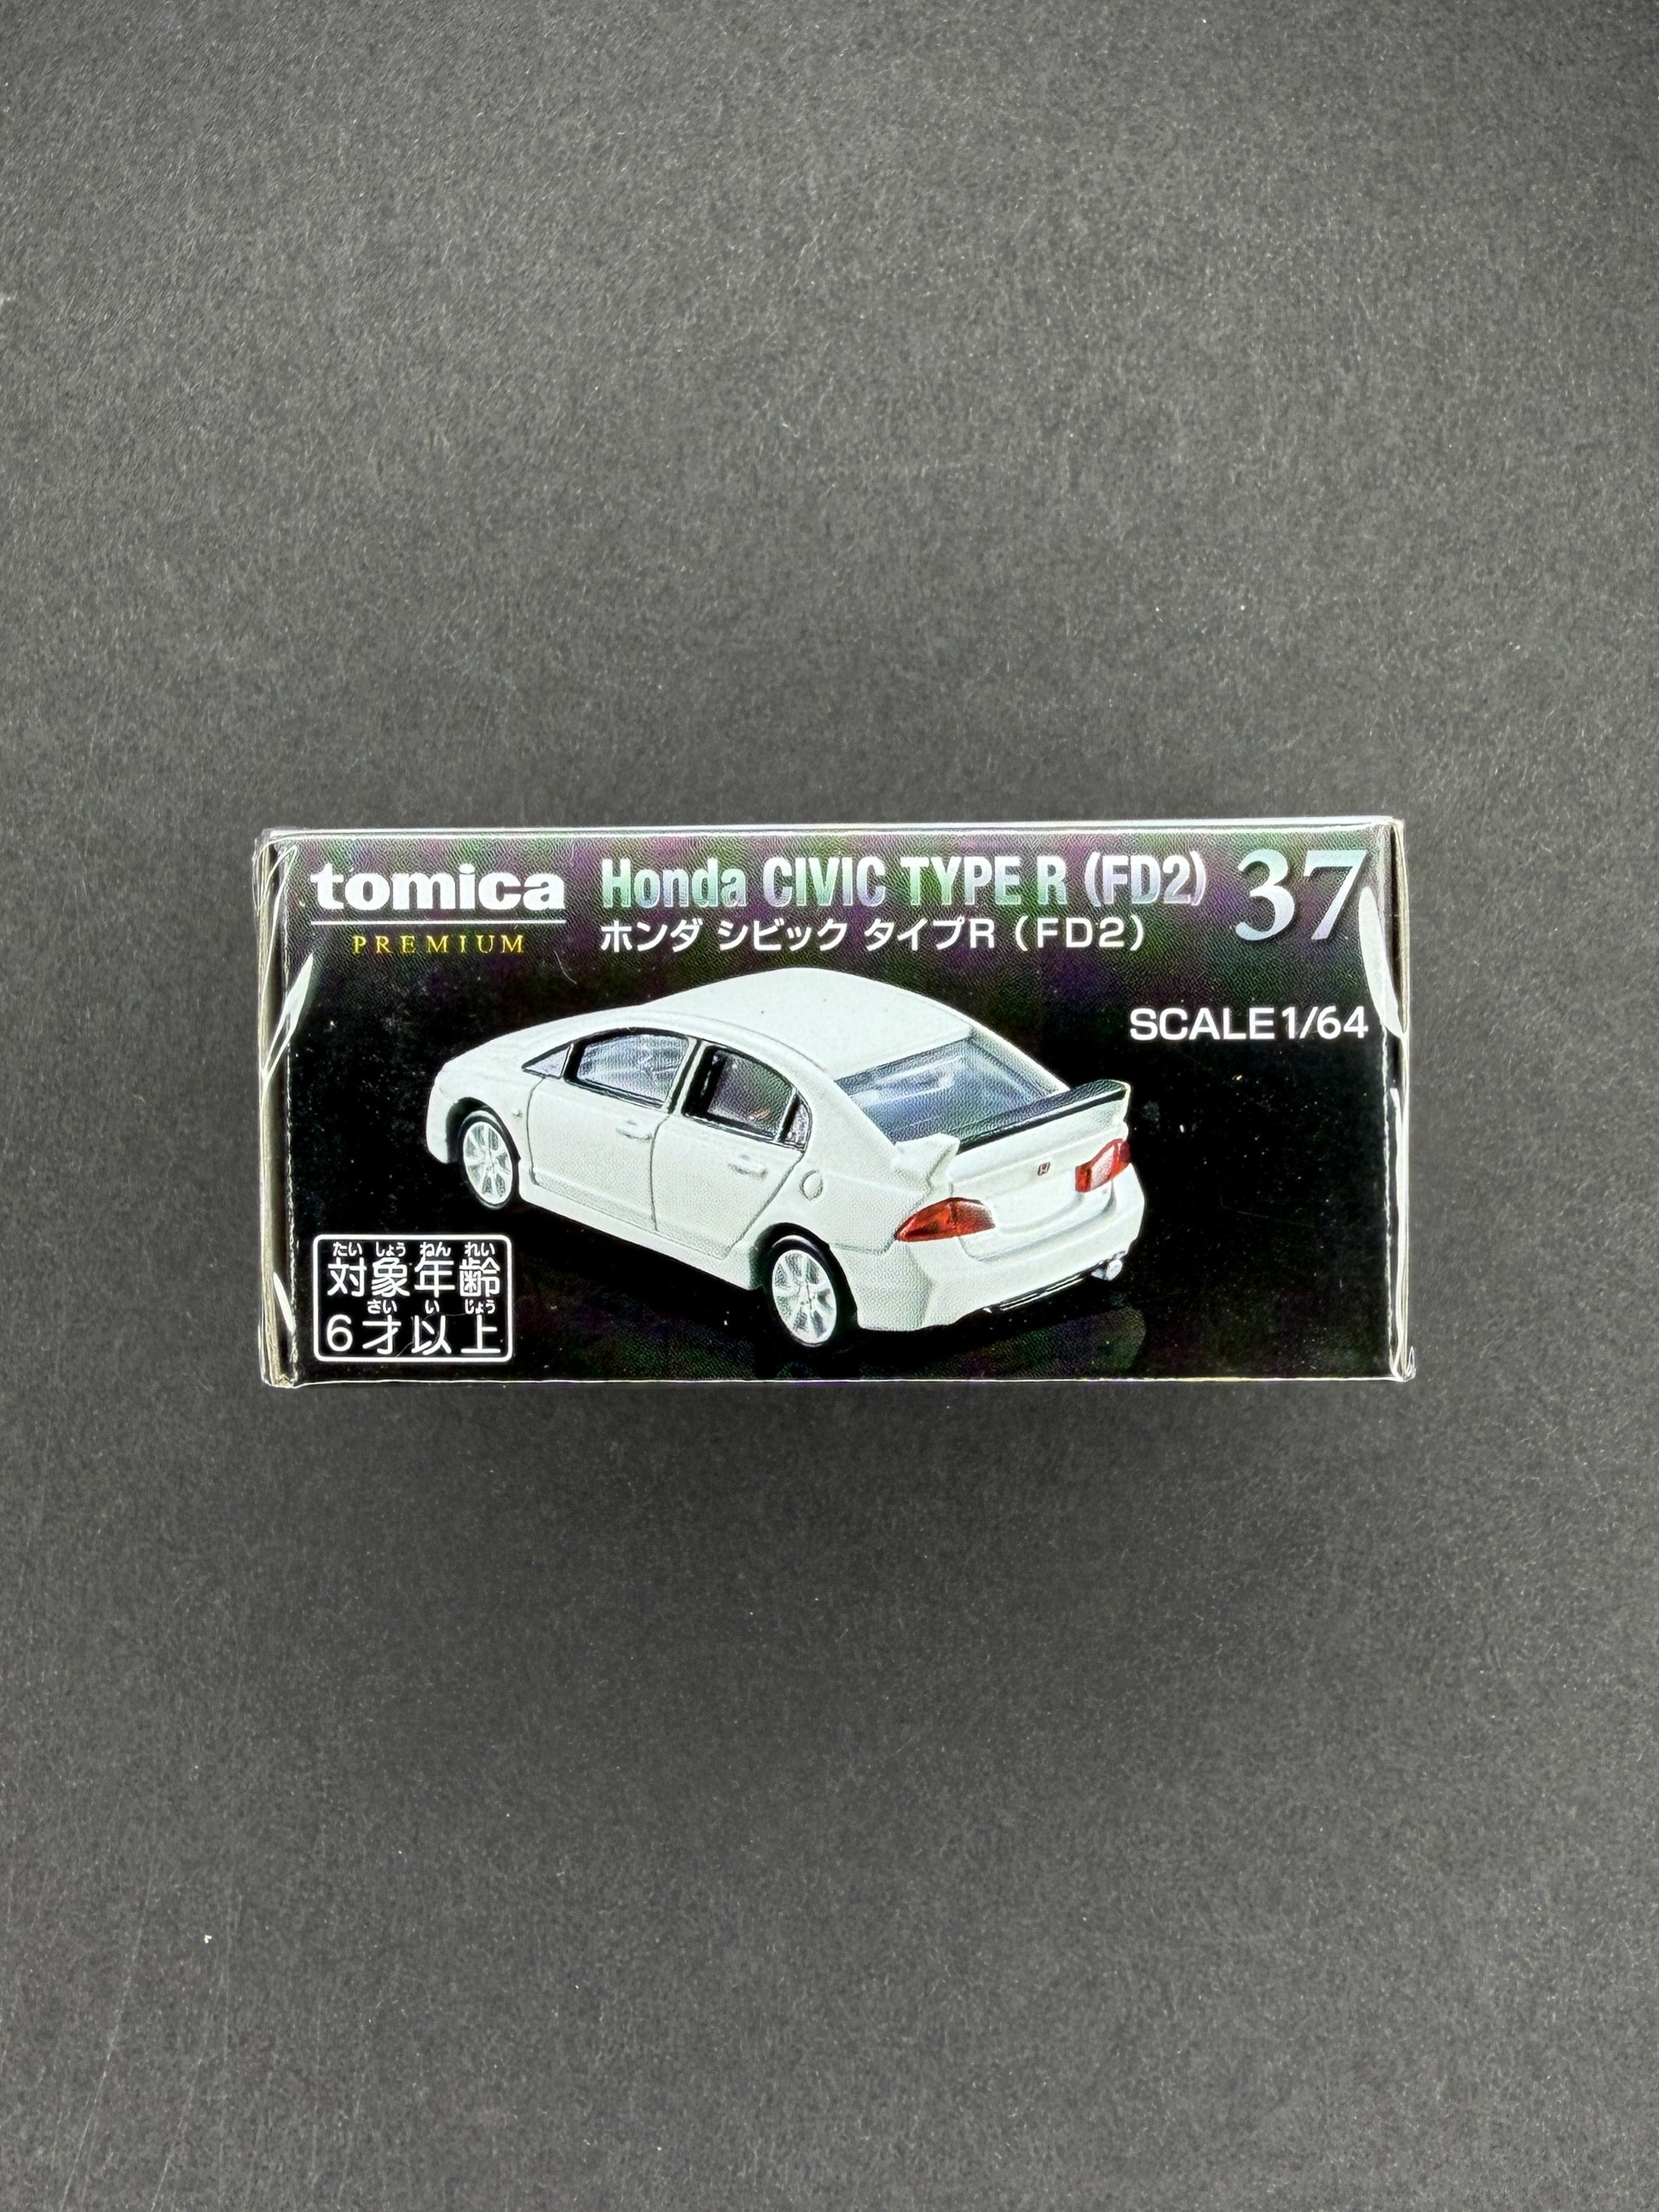 tomica
PREMIUM
Honda CIVIC TYPE R (FD2)
ホンダ シビック タイプR（FD2）
37
SCALE 1/64
たい しょう ねん れい
対象年齢
さい い じょう
6才以上